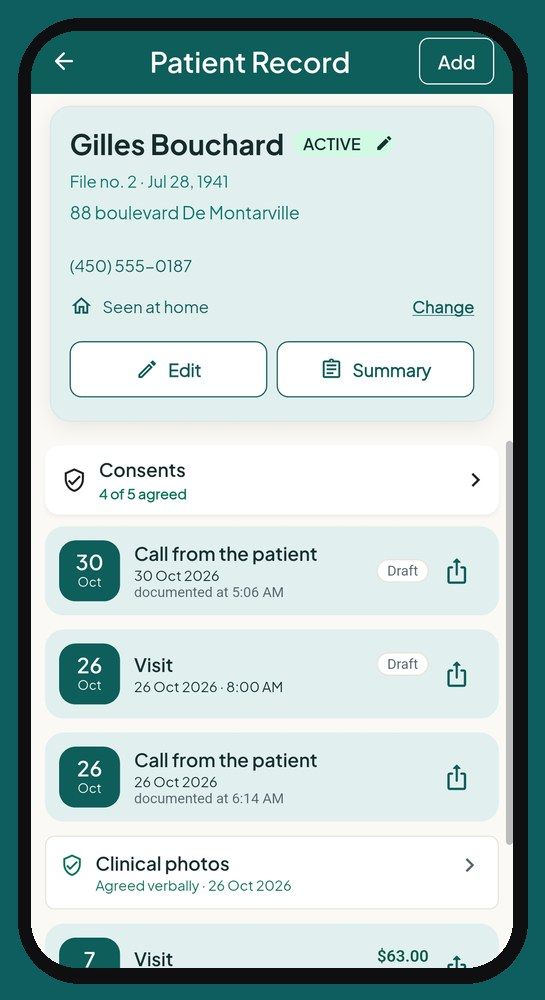 Patient Record
Add
Gilles Bouchard ACTIVE
File no. 2 · Jul 28, 1941
88 boulevard De Montarville
(450) 555–0187
Seen at home
Change
Edit
Summary
Consents
4 of 5 agreed
30
Oct
Call from the patient
30 Oct 2026
documented at 5:06 AM
Draft
26
Oct
Visit
26 Oct 2026 · 8:00 AM
Draft
26
Oct
Call from the patient
26 Oct 2026
documented at 6:14 AM
Clinical photos
Agreed verbally · 26 Oct 2026
7
Visit
$63.00